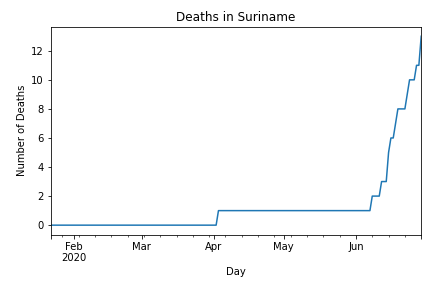 Deaths in Suriname
12
10
8
6
4
2
0
Number of Deaths
Feb
2020
Mar
Apr
May
Jun
Day